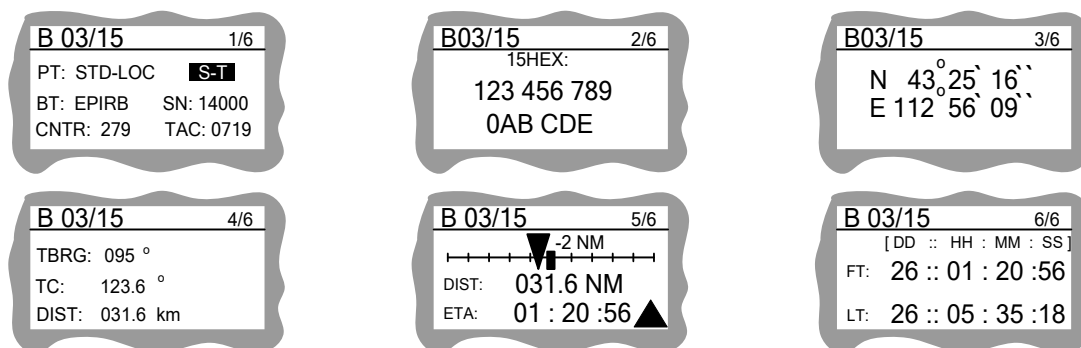 B 03/15 1/6
PT: STD-LOC S-T
BT: EPIRB SN: 14000
CNTR: 279 TAC: 0719
B03/15 2/6
15HEX:
123 456 789
0AB CDE
B03/15 3/6
N 43° 25` 16``
E 112° 56` 09``
B 03/15 4/6
TBRG: 095 °
TC: 123.6 °
DIST: 031.6 km
B 03/15 5/6
-2 NM
DIST: 031.6 NM
ETA: 01 : 20 :56
B 03/15 6/6
[ DD :: HH : MM : SS ]
FT: 26 :: 01 : 20 :56
LT: 26 :: 05 : 35 :18